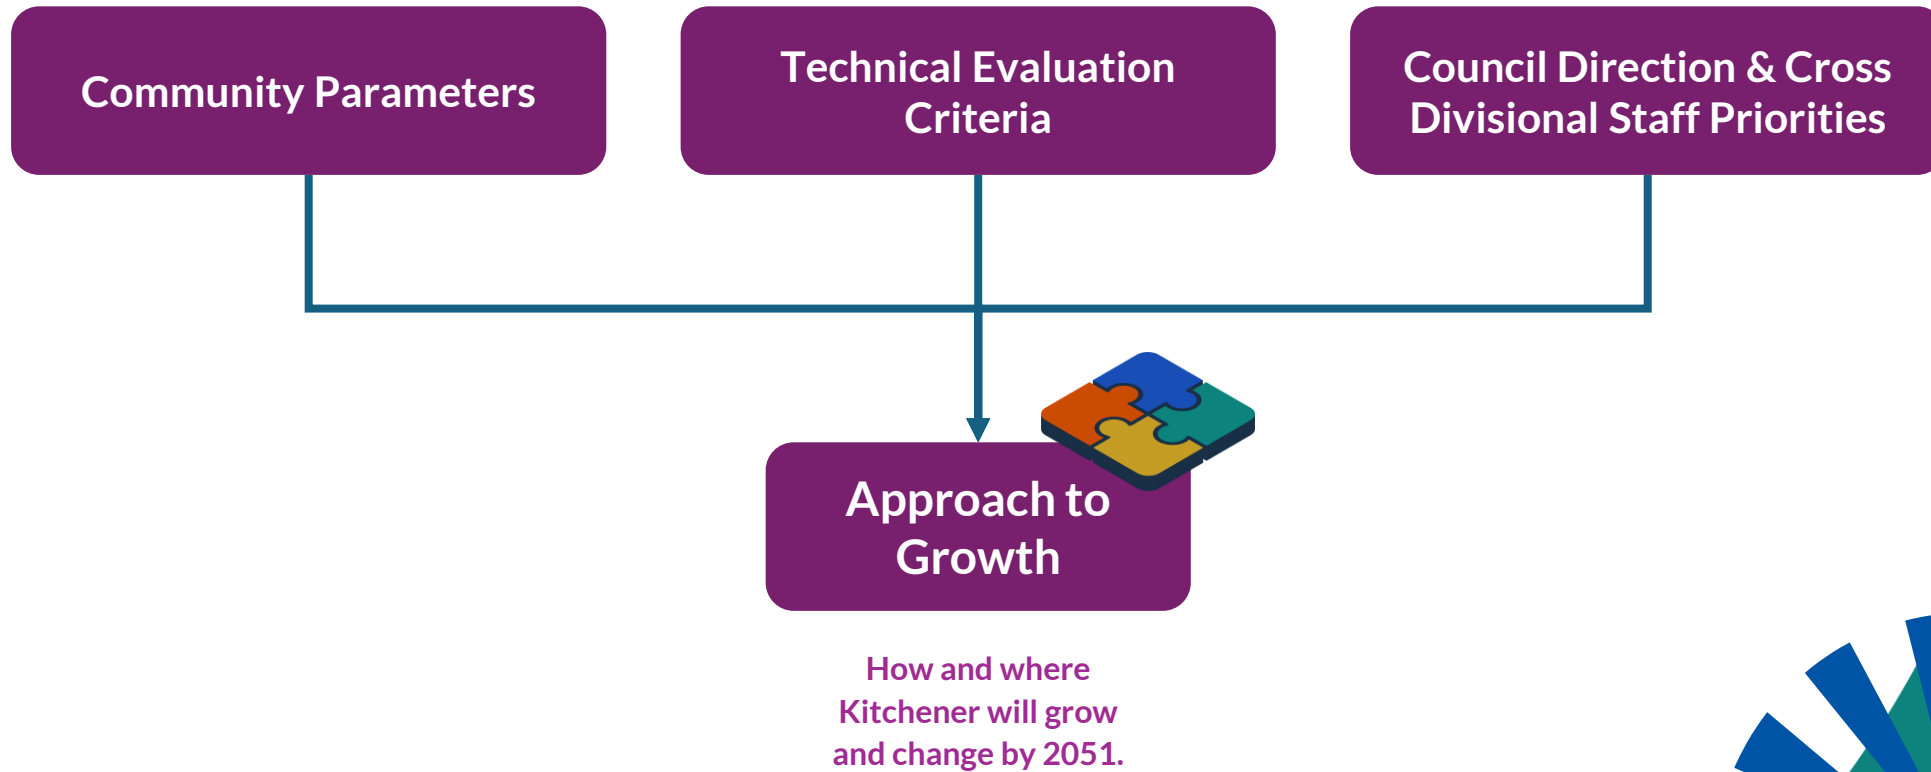 Community Parameters
Technical Evaluation
Criteria
Council Direction & Cross
Divisional Staff Priorities
Approach to
Growth
How and where
Kitchener will grow
and change by 2051.